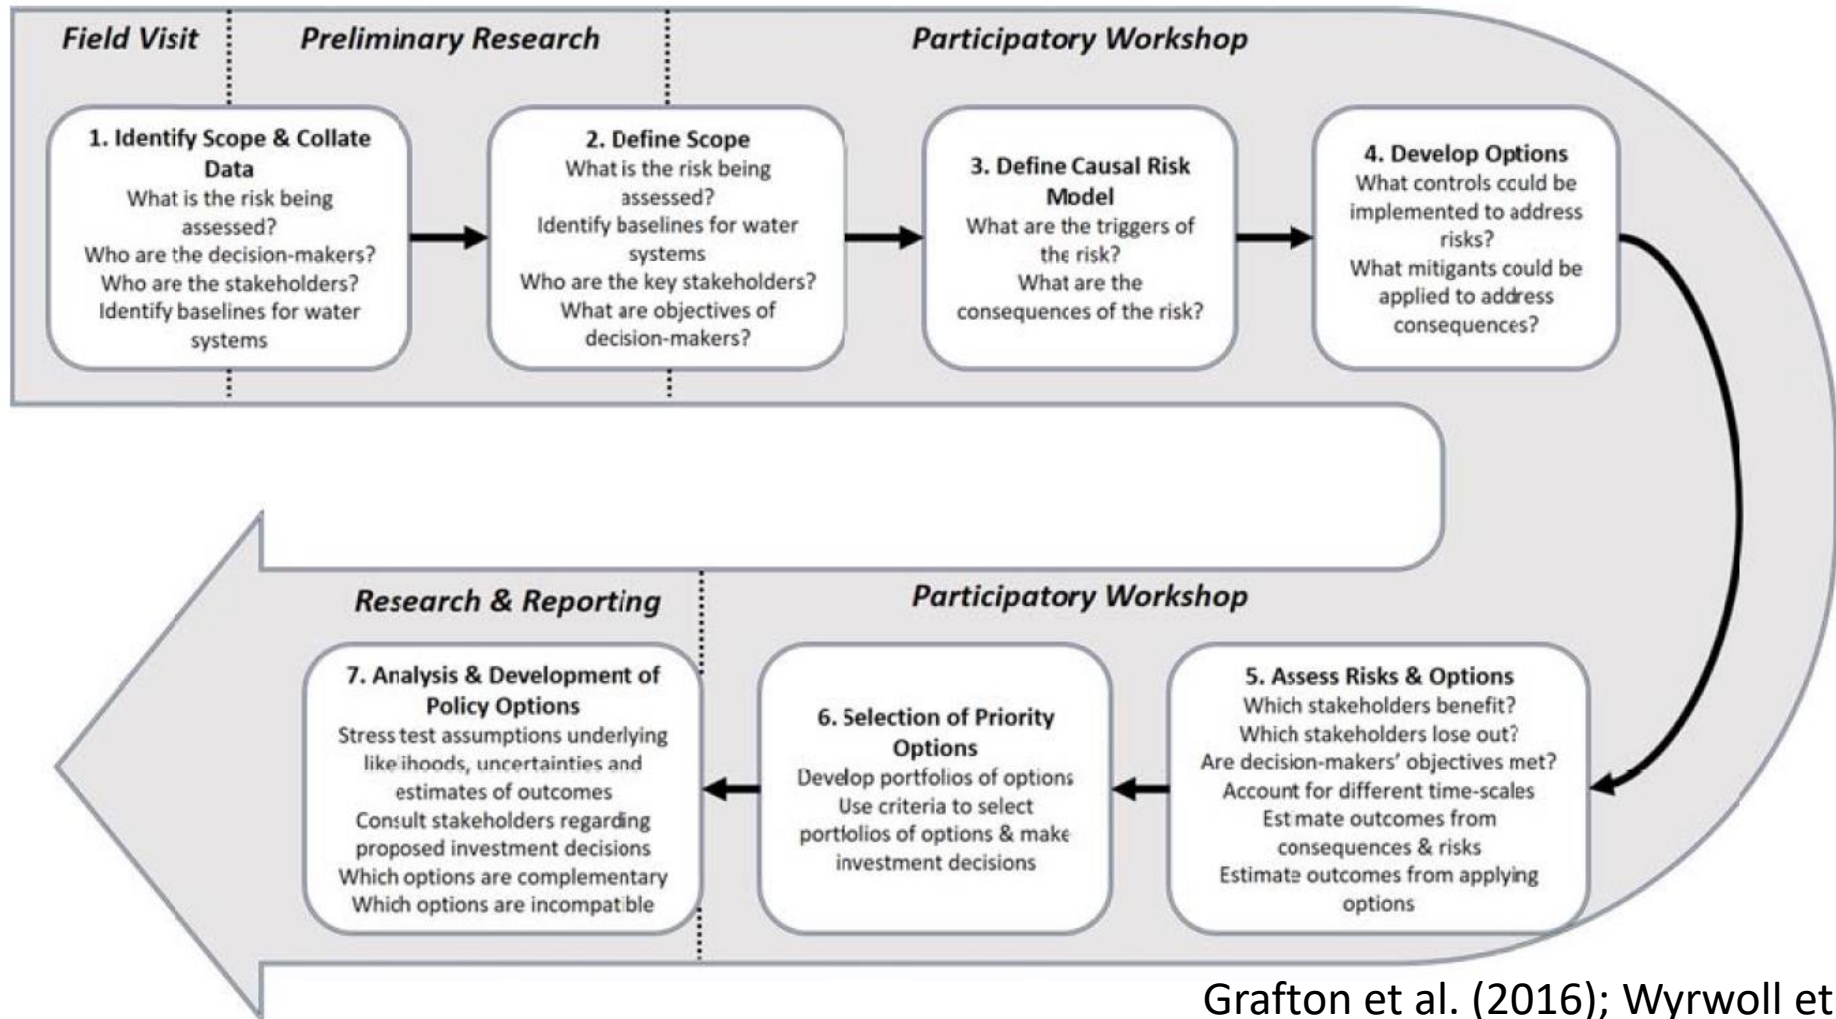 Field Visit
Preliminary Research
Participatory Workshop
1. Identify Scope & Collate
Data
What is the risk being
assessed?
Who are the decision-makers?
Who are the stakeholders?
Identify baselines for water
systems
2. Define Scope
What is the risk being
assessed?
Identify baselines for water
systems
Who are the key stakeholders?
What are objectives of
decision-makers?
3. Define Causal Risk
Model
What are the triggers of
the risk?
What are the
consequences of the risk?
4. Develop Options
What controls could be
implemented to address
risks?
What mitigants could be
applied to address
consequences?
Participatory Workshop
5. Assess Risks & Options
Which stakeholders benefit?
Which stakeholders lose out?
Are decision-makers' objectives met?
Account for different time-scales
Estimate outcomes from
consequences & risks
Estimate outcomes from applying
options
6. Selection of Priority
Options
Develop portfolios of options
Use criteria to select
portfolios of options & make
investment decisions
Research & Reporting
7. Analysis & Development of
Policy Options
Stress test assumptions underlying
likelihoods, uncertainties and
estimates of outcomes
Consult stakeholders regarding
proposed investment decisions
Which options are complementary
Which options are incompatible
Grafton et al. (2016); Wyrwoll et